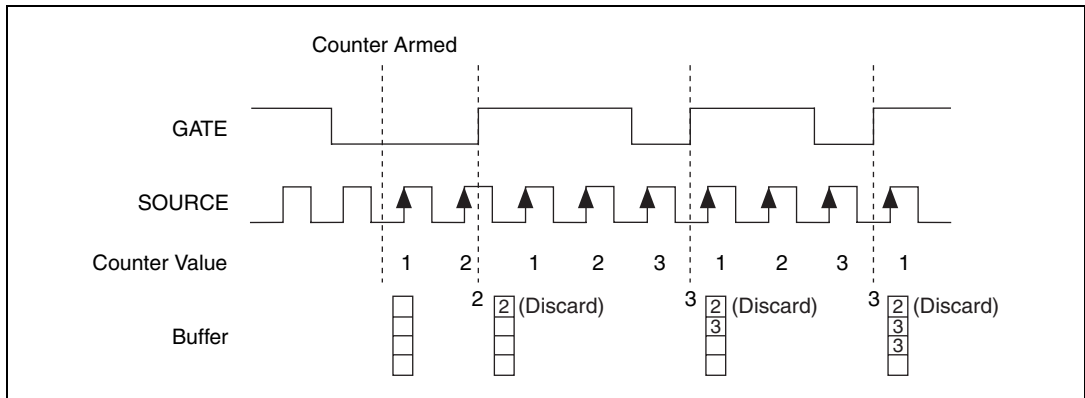 Counter Armed
GATE
SOURCE
Counter Value 1 2 1 2 3 1 2 3 1
2 3 3
Buffer
2 (Discard)
2 (Discard)
3
2 (Discard)
3
3